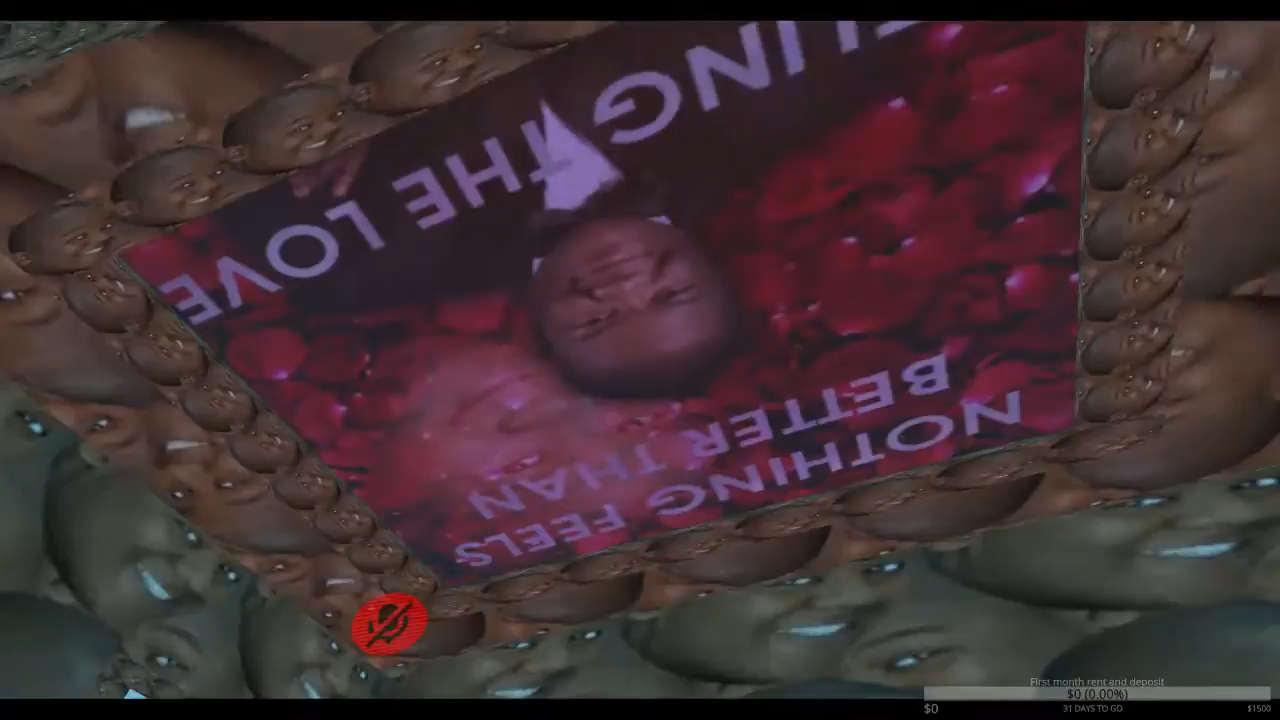 NOTHING FEELS
BETTER THAN
LING THE LOVE
First month rent and deposit
$0 (0.00%)
$0
31 DAYS TO GO
$1500